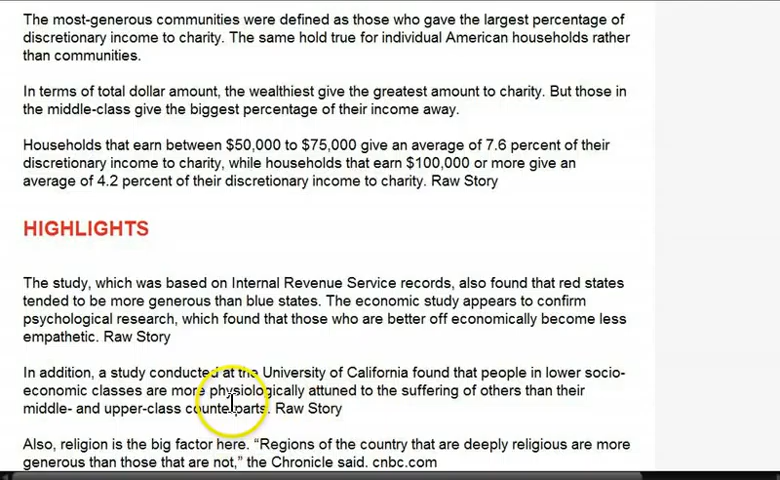 The most-generous communities were defined as those who gave the largest percentage of
discretionary income to charity. The same hold true for individual American households rather
than communities.
In terms of total dollar amount, the wealthiest give the greatest amount to charity. But those in
the middle-class give the biggest percentage of their income away.
Households that earn between $50,000 to $75,000 give an average of 7.6 percent of their
discretionary income to charity, while households that earn $100,000 or more give an
average of 4.2 percent of their discretionary income to charity. Raw Story
HIGHLIGHTS
The study, which was based on Internal Revenue Service records, also found that red states
tended to be more generous than blue states. The economic study appears to confirm
psychological research, which found that those who are better off economically become less
empathetic. Raw Story
In addition, a study conducted at the University of California found that people in lower socio-
economic classes are more physiologically attuned to the suffering of others than their
middle- and upper-class counterparts. Raw Story
Also, religion is the big factor here. “Regions of the country that are deeply religious are more
generous than those that are not,” the Chronicle said. cnbc.com